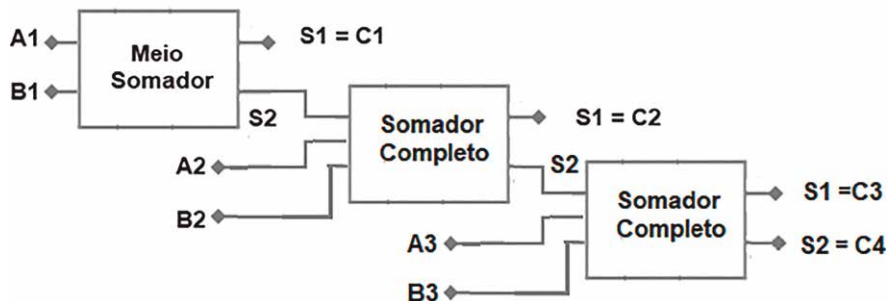 A1
S1 = C1
Meio
Somador
B1
S2
S1 = C2
Somador
Completo
A2
S2
B2
S1 =C3
Somador
Completo
A3
S2 = C4
B3